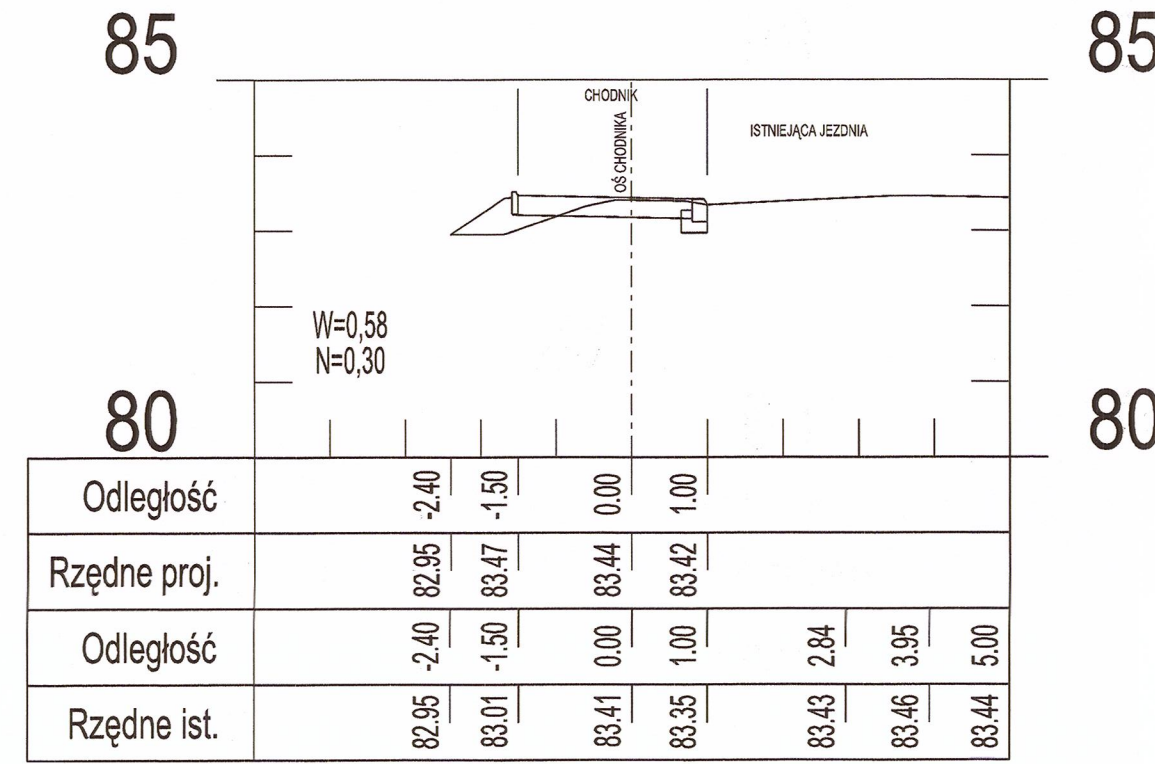 85
85
CHODNIK
OŚ CHODNIKA
ISTNIEJĄCA JEZDNIA
W=0,58
N=0,30
80
80
Odległość -2.40 -1.50 0.00 1.00
Rzędne proj. 82.95 83.47 83.44 83.42
Odległość -2.40 -1.50 0.00 1.00 2.84 3.95 5.00
Rzędne ist. 82.95 83.01 83.41 83.35 83.43 83.46 83.44